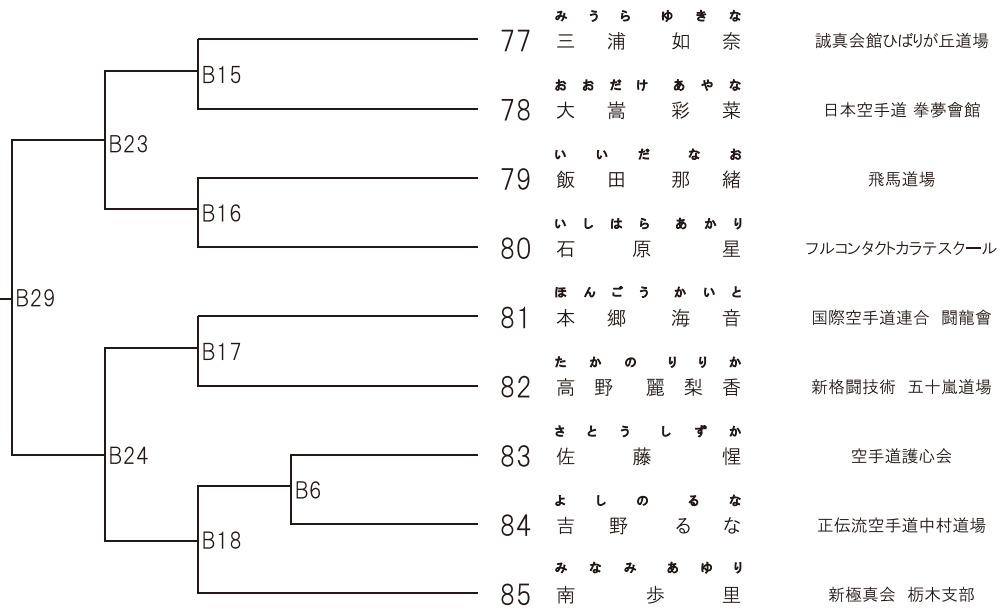 みうら ゆきな
77 三浦 如奈 誠真会館ひばりが丘道場
B15
おおだけ あやな
78 大嵩 彩菜 日本空手道 拳夢會館
B23
いいだ なお
79 飯田 那緒 飛馬道場
B16
いしはら あかり
80 石原 星 フルコンタクトカラテスクール
B29
ほんごう かいと
81 本郷 海音 国際空手道連合 闘龍會
B17
たかの りりか
82 高野 麗梨香 新格闘技術 五十嵐道場
B24
さとう しずか
83 佐藤 惺 空手道護心会
B6
よしの るな
84 吉野 るな 正伝流空手道中村道場
B18
みなみ あゆり
85 南 歩里 新極真会 栃木支部